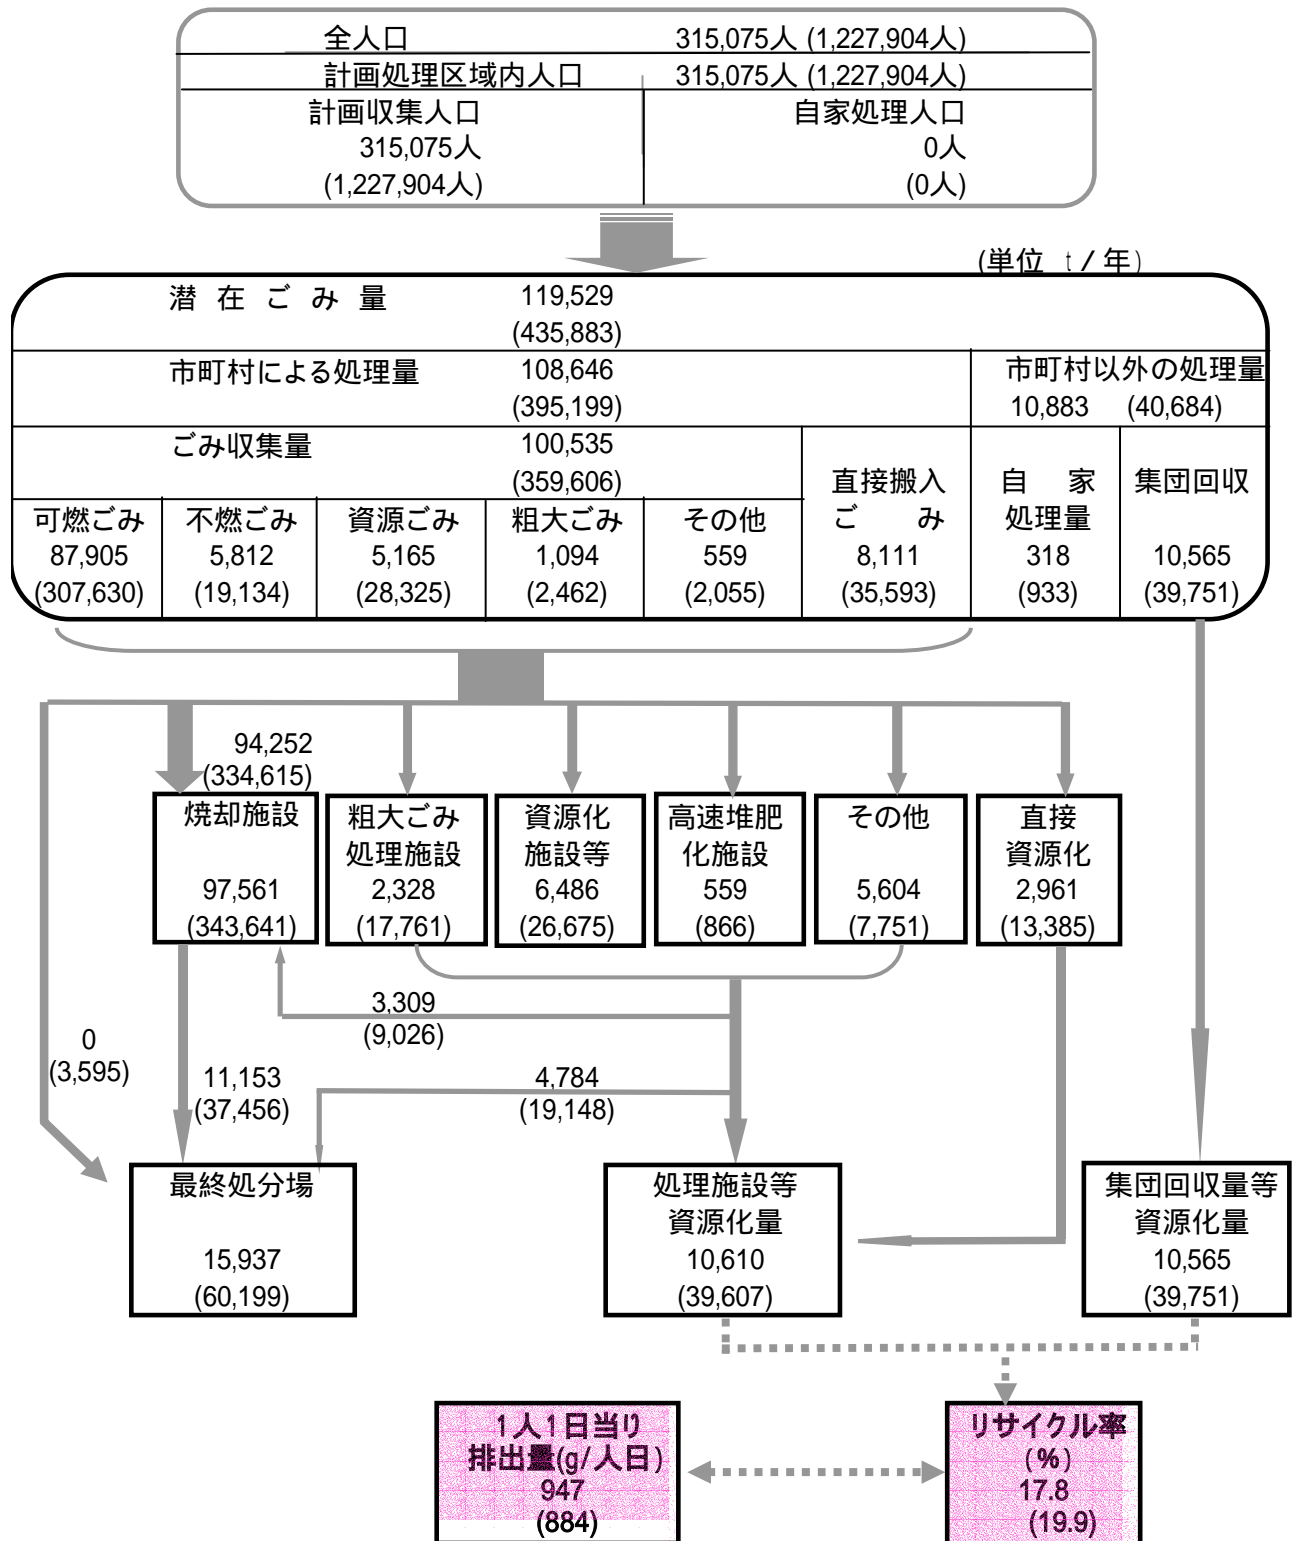 全人口 315,075人 (1,227,904人)
計画処理区域内人口 315,075人 (1,227,904人)
計画収集人口 自家処理人口
315,075人 0人
(1,227,904人) (0人)
(単位 t/年)
潜在ごみ量 119,529
(435,883)
市町村による処理量 108,646 市町村以外の処理量
(395,199) 10,883 (40,684)
ごみ収集量 100,535
(359,606) 直接搬入 自家 集団回収
可燃ごみ 不燃ごみ 資源ごみ 粗大ごみ その他 ごみ 処理量
87,905 5,812 5,165 1,094 559 8,111 318 10,565
(307,630) (19,134) (28,325) (2,462) (2,055) (35,593) (933) (39,751)
94,252
(334,615)
焼却施設 粗大ごみ 資源化 高速堆肥 その他 直接
処理施設 施設等 化施設 資源化
97,561 2,328 6,486 559 5,604 2,961
(343,641) (17,761) (26,675) (866) (7,751) (13,385)
3,309
(9,026)
0
(3,595)
11,153 4,784
(37,456) (19,148)
最終処分場 処理施設等 集団回収量等
資源化量 資源化量
15,937 10,610 10,565
(60,199) (39,607) (39,751)
1人1日当り リサイクル率
排出量(g/人日) (%)
947 17.8
(884) (19.9)